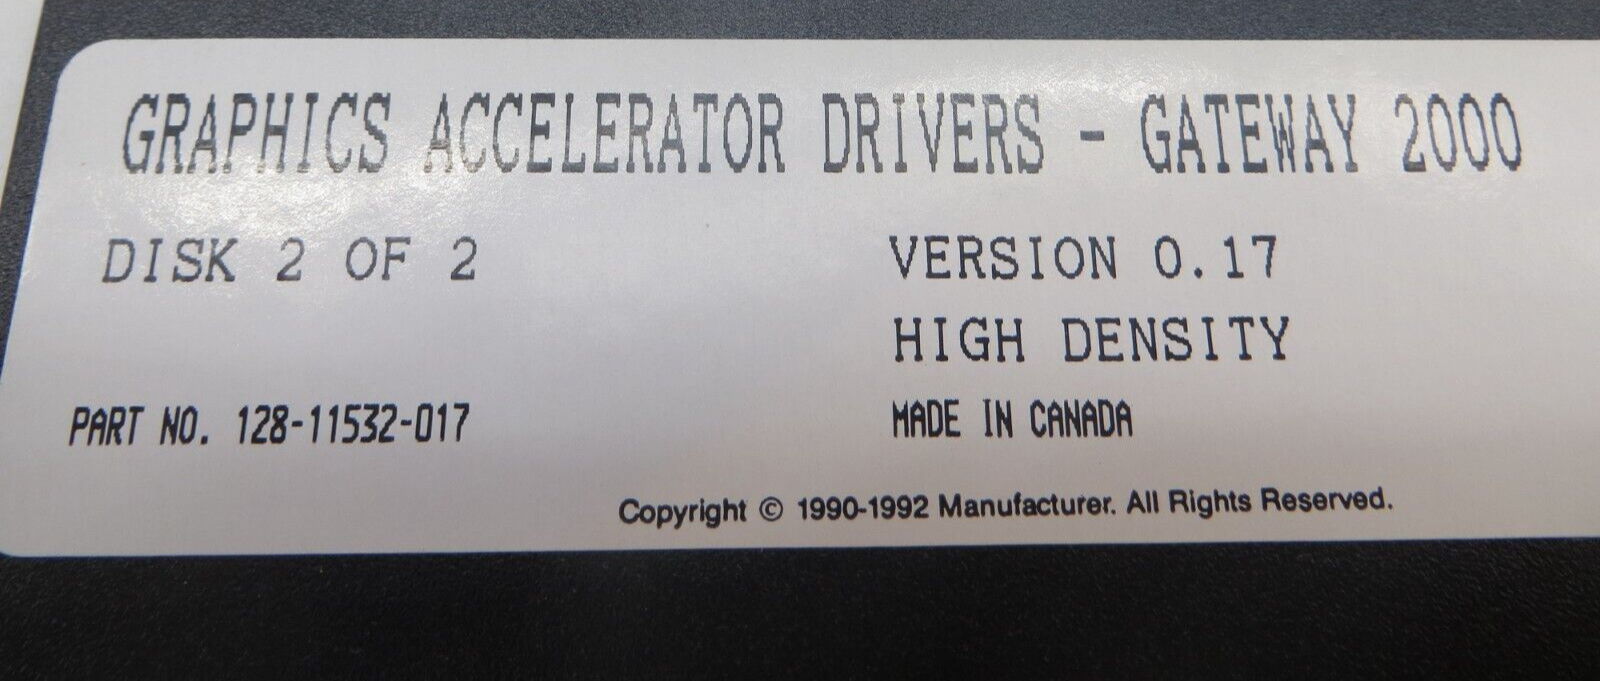 GRAPHICS ACCELERATOR DRIVERS - GATEWAY 2000
DISK 2 OF 2
VERSION 0.17
HIGH DENSITY
PART NO. 128-11532-017
MADE IN CANADA
Copyright © 1990-1992 Manufacturer. All Rights Reserved.